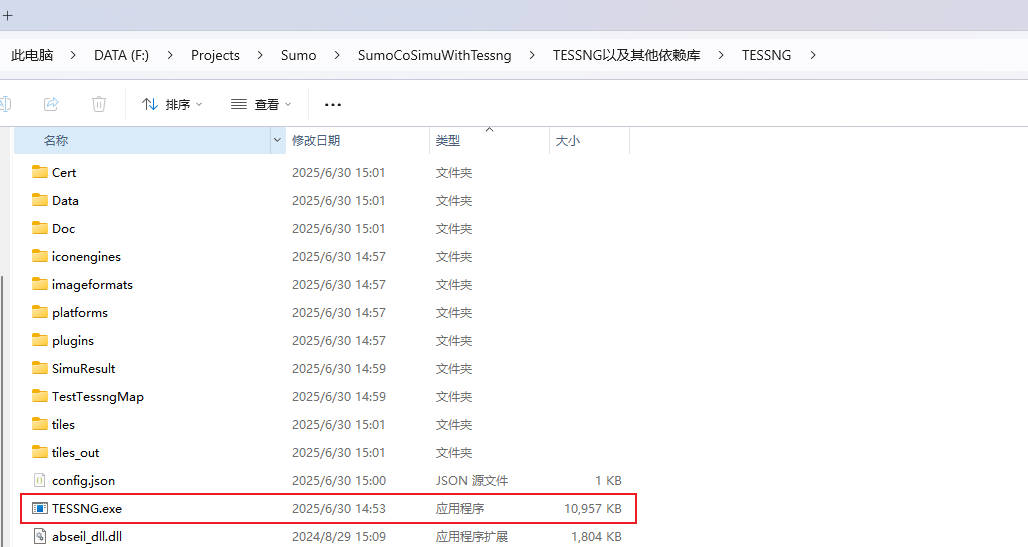 此电脑 > DATA (F:) > Projects > Sumo > SumoCoSimuWithTessng > TESSNG以及其他依赖库 > TESSNG >
排序 查看 ...
名称 修改日期 类型 大小
Cert 2025/6/30 15:01 文件夹
Data 2025/6/30 15:01 文件夹
Doc 2025/6/30 15:01 文件夹
iconengines 2025/6/30 14:57 文件夹
imageformats 2025/6/30 14:57 文件夹
platforms 2025/6/30 14:57 文件夹
plugins 2025/6/30 14:57 文件夹
SimuResult 2025/6/30 14:59 文件夹
TestTessngMap 2025/6/30 14:59 文件夹
tiles 2025/6/30 15:01 文件夹
tiles_out 2025/6/30 15:01 文件夹
config.json 2025/6/30 15:00 JSON 源文件 1 KB
TESSNG.exe 2025/6/30 14:53 应用程序 10,957 KB
abseil_dll.dll 2024/8/29 15:09 应用程序扩展 1,804 KB